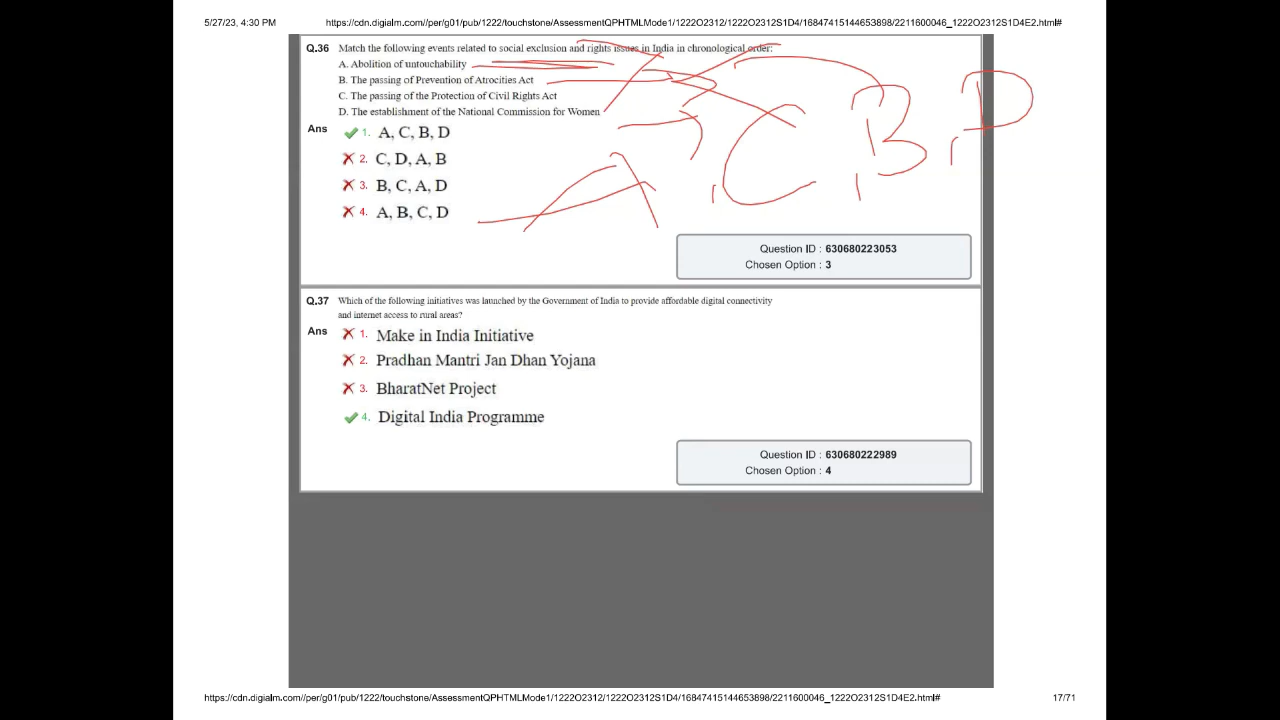 5/27/23, 4:30 PM https://cdn.digialm.com//per/g01/pub/1222/touchstone/AssessmentQPHTMLMode1/1222O2312/1222O2312S1D4/16847415144653898/2211600046_1222O2312S1D4E2.html#
Q.36 Match the following events related to social exclusion and rights issues in India in chronological order:
A. Abolition of untouchability
B. The passing of Prevention of Atrocities Act
C. The passing of the Protection of Civil Rights Act
D. The establishment of the National Commission for Women
Ans 1. A, C, B, D
2. C, D, A, B
3. B, C, A, D
4. A, B, C, D
A, C, B, D
Question ID : 630680223053
Chosen Option : 3
Q.37 Which of the following initiatives was launched by the Government of India to provide affordable digital connectivity
and internet access to rural areas?
Ans 1. Make in India Initiative
2. Pradhan Mantri Jan Dhan Yojana
3. BharatNet Project
4. Digital India Programme
Question ID : 630680222989
Chosen Option : 4
https://cdn.digialm.com//per/g01/pub/1222/touchstone/AssessmentQPHTMLMode1/1222O2312/1222O2312S1D4/16847415144653898/2211600046_1222O2312S1D4E2.html# 17/71